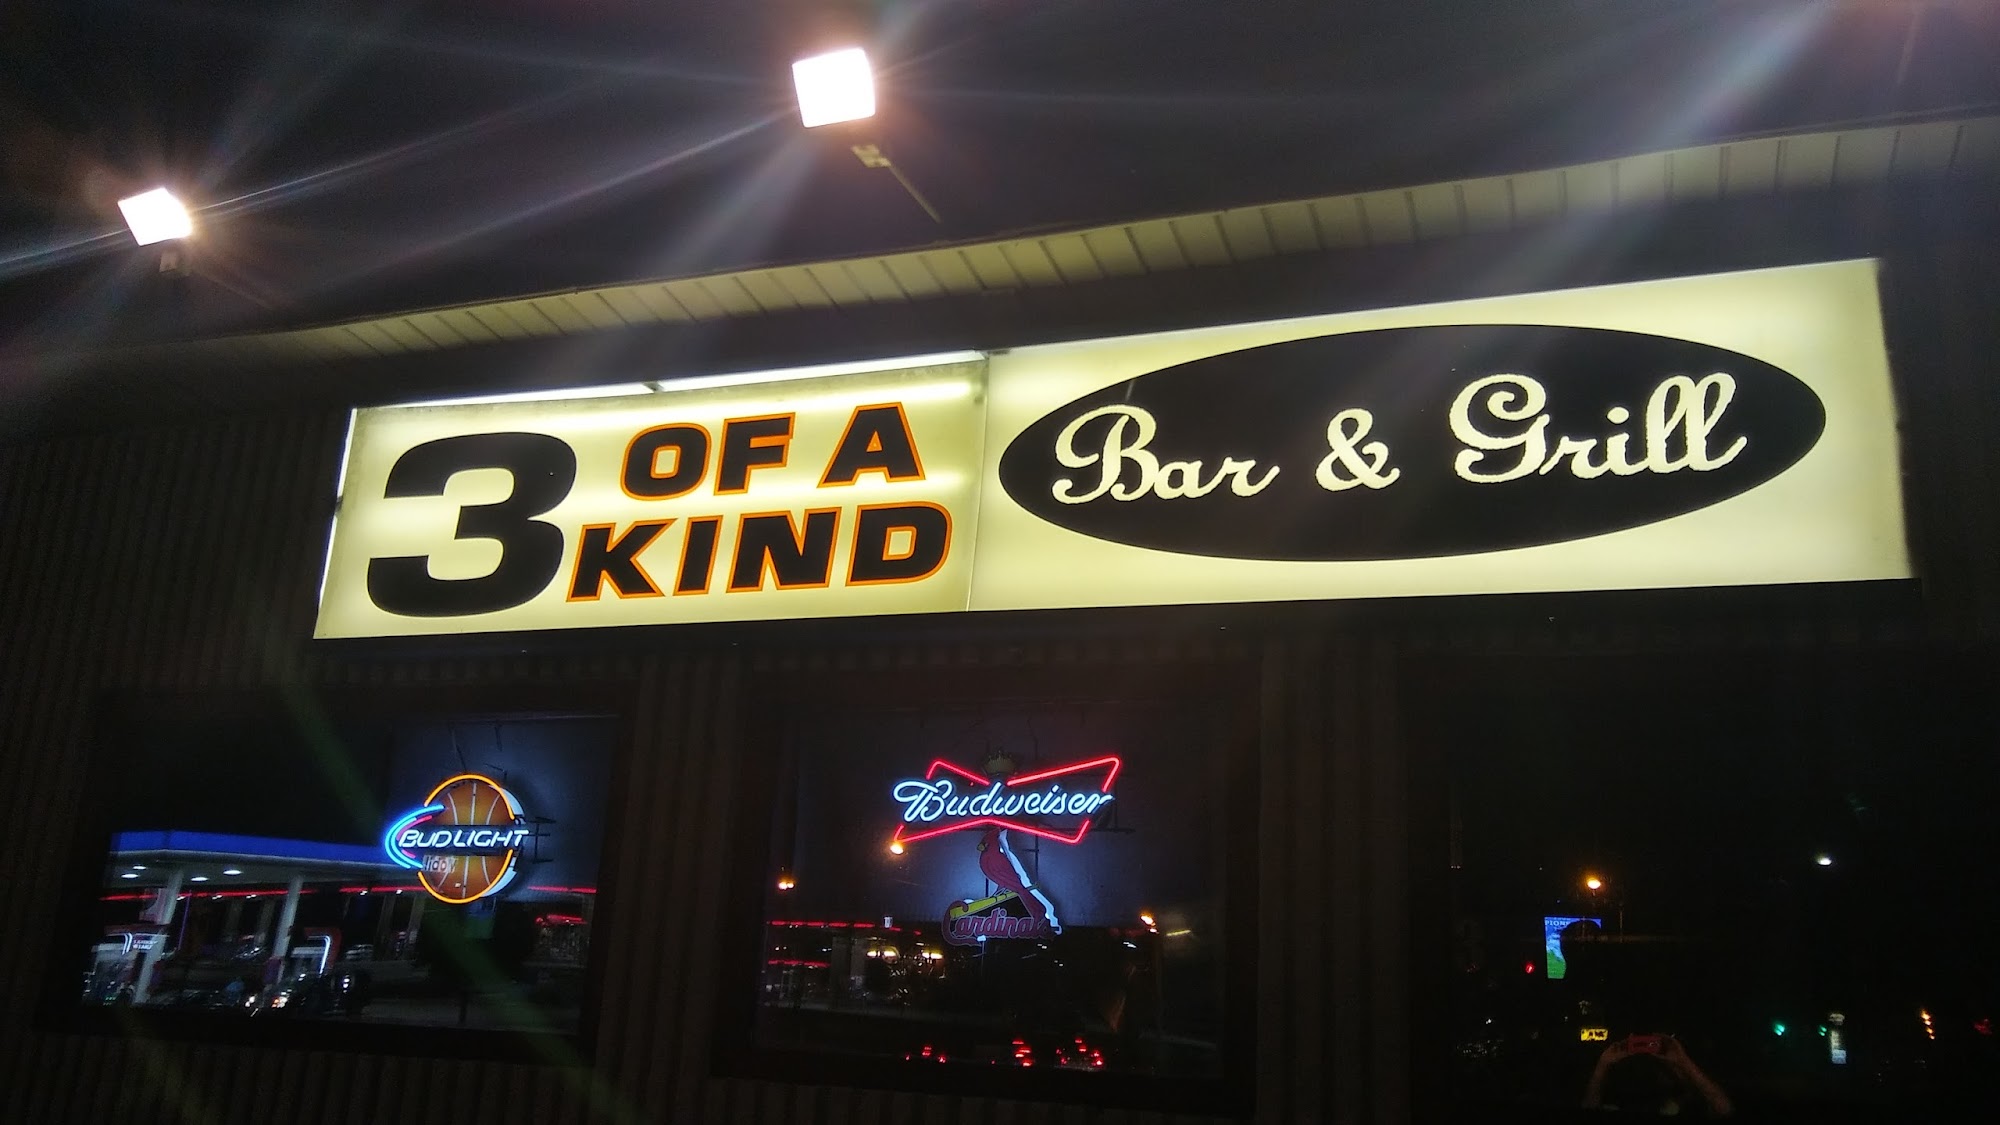 3 OF A
KIND
Bar & Grill
BUD LIGHT
Budweiser
Cardinals